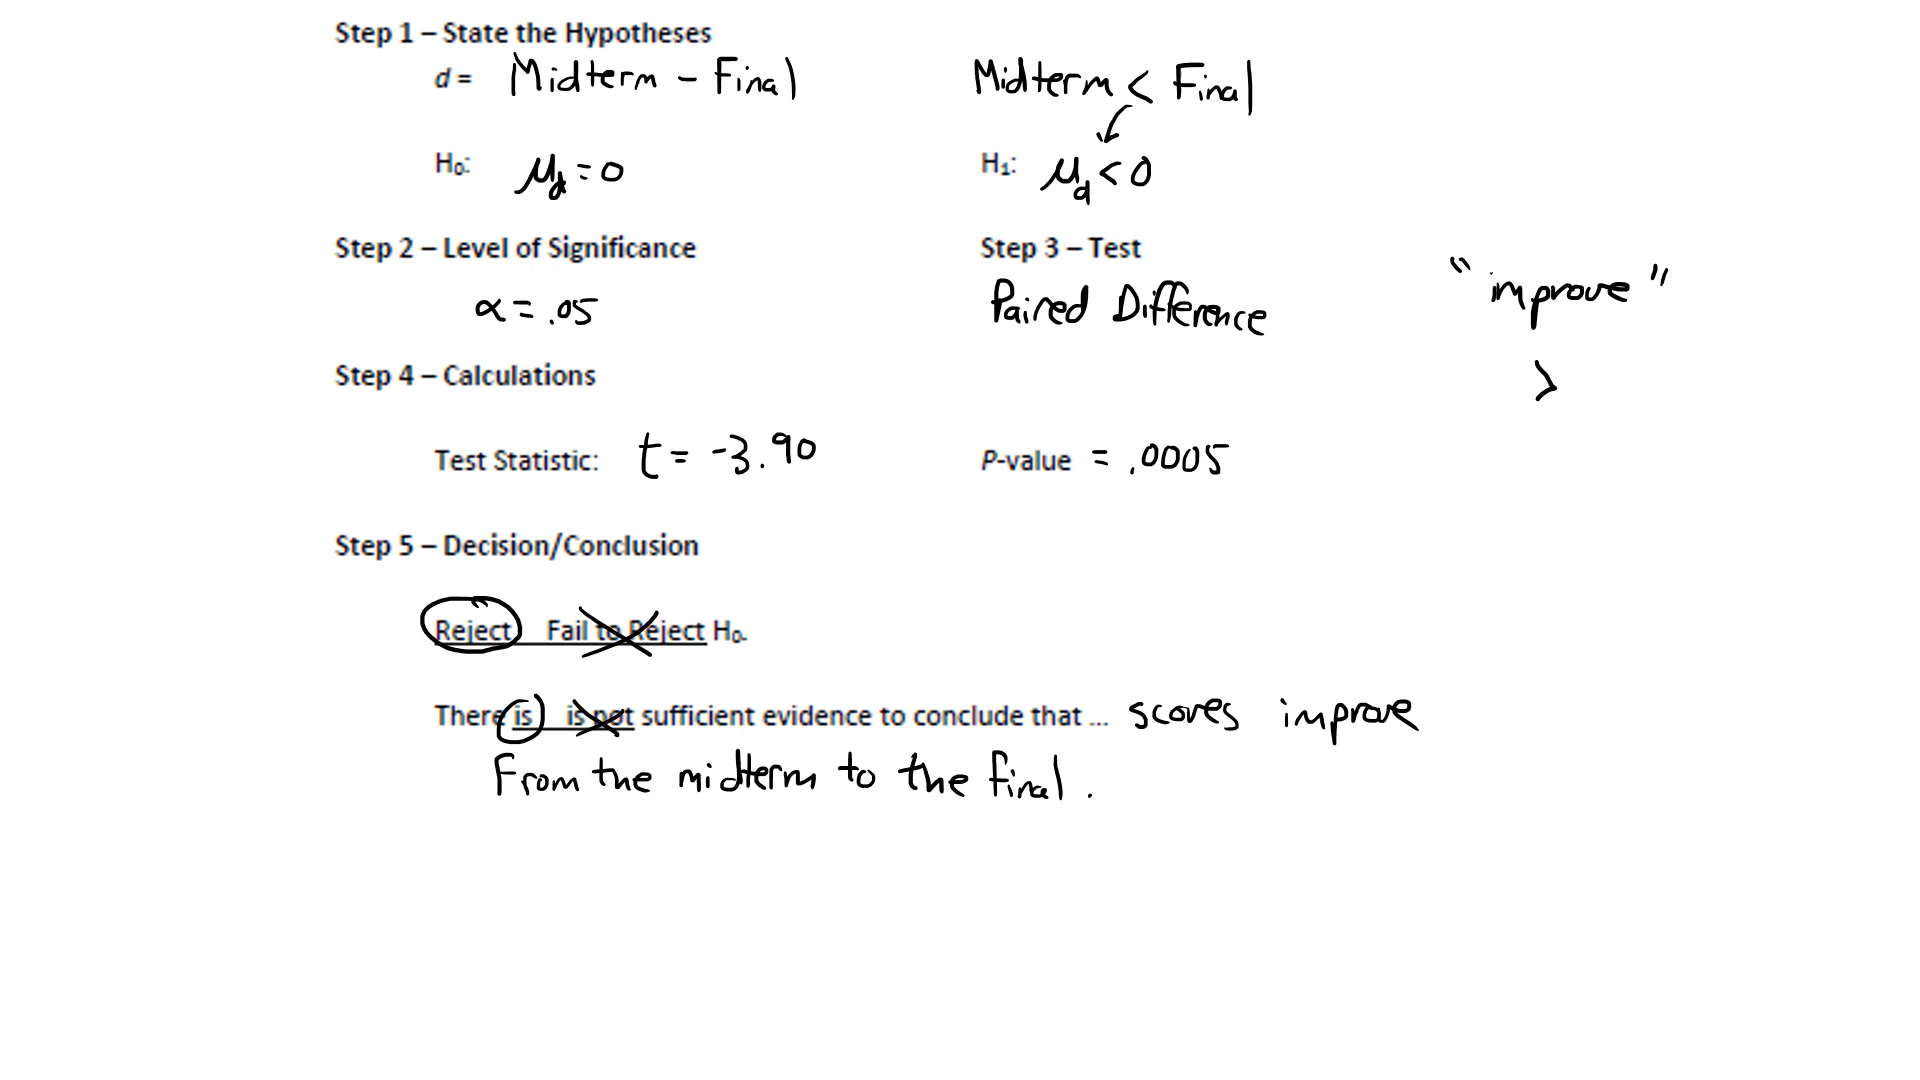 Step 1 – State the Hypotheses
d = Midterm - Final Midterm < Final
H₀: μd = 0 H₁: μd < 0
Step 2 – Level of Significance Step 3 – Test
α = .05 Paired Difference "improve"
>
Step 4 – Calculations
Test Statistic: t = -3.90 P-value = .0005
Step 5 – Decision/Conclusion
Reject Fail to Reject H₀.
There is is not sufficient evidence to conclude that ... scores improve
From the midterm to the final.